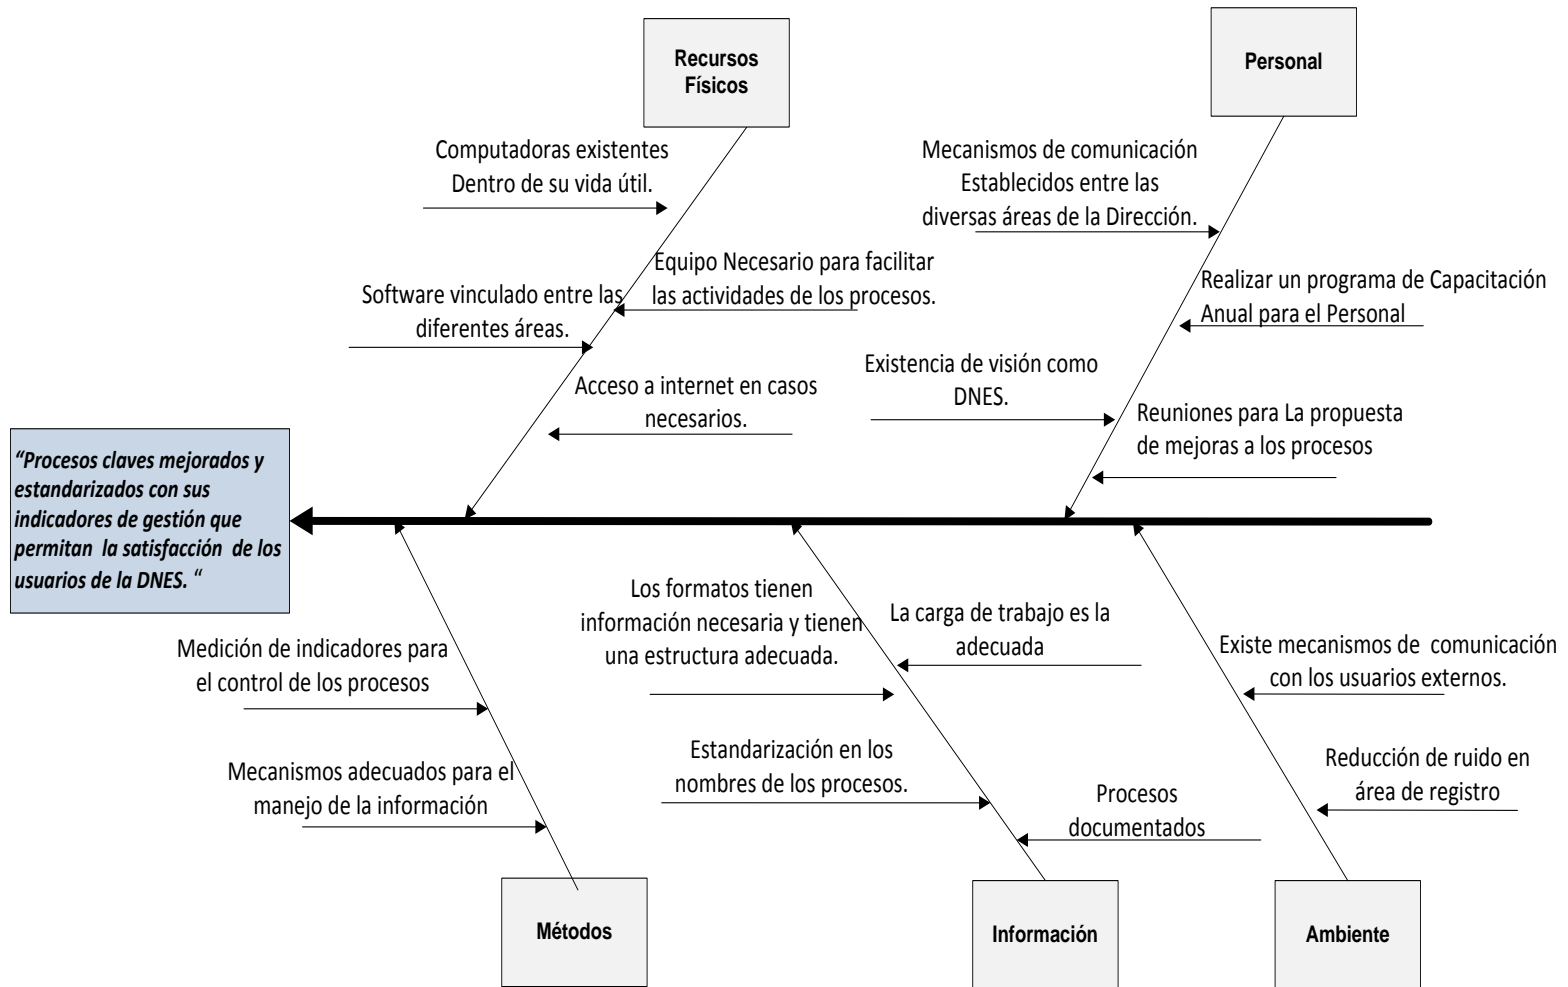 Recursos
Físicos
Personal
Computadoras existentes
Dentro de su vida útil.
Mecanismos de comunicación
Establecidos entre las
diversas áreas de la Dirección.
Equipo Necesario para facilitar
las actividades de los procesos.
Software vinculado entre las
diferentes áreas.
Realizar un programa de Capacitación
Anual para el Personal
Acceso a internet en casos
necesarios.
Existencia de visión como
DNES.
Reuniones para La propuesta
de mejoras a los procesos
“Procesos claves mejorados y
estandarizados con sus
indicadores de gestión que
permitan la satisfacción de los
usuarios de la DNES. “
Medición de indicadores para
el control de los procesos
Mecanismos adecuados para el
manejo de la información
Los formatos tienen
información necesaria y tienen
una estructura adecuada.
La carga de trabajo es la
adecuada
Estandarización en los
nombres de los procesos.
Procesos
documentados
Existe mecanismos de comunicación
con los usuarios externos.
Reducción de ruido en
área de registro
Métodos
Información
Ambiente